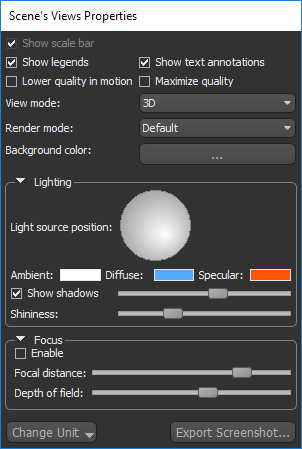 Scene's Views Properties
Show scale bar
Show legends Show text annotations
Lower quality in motion Maximize quality
View mode: 3D
Render mode: Default
Background color: ...
Lighting
Light source position:
Ambient: Diffuse: Specular:
Show shadows
Shininess:
Focus
Enable
Focal distance:
Depth of field:
Change Unit Export Screenshot...